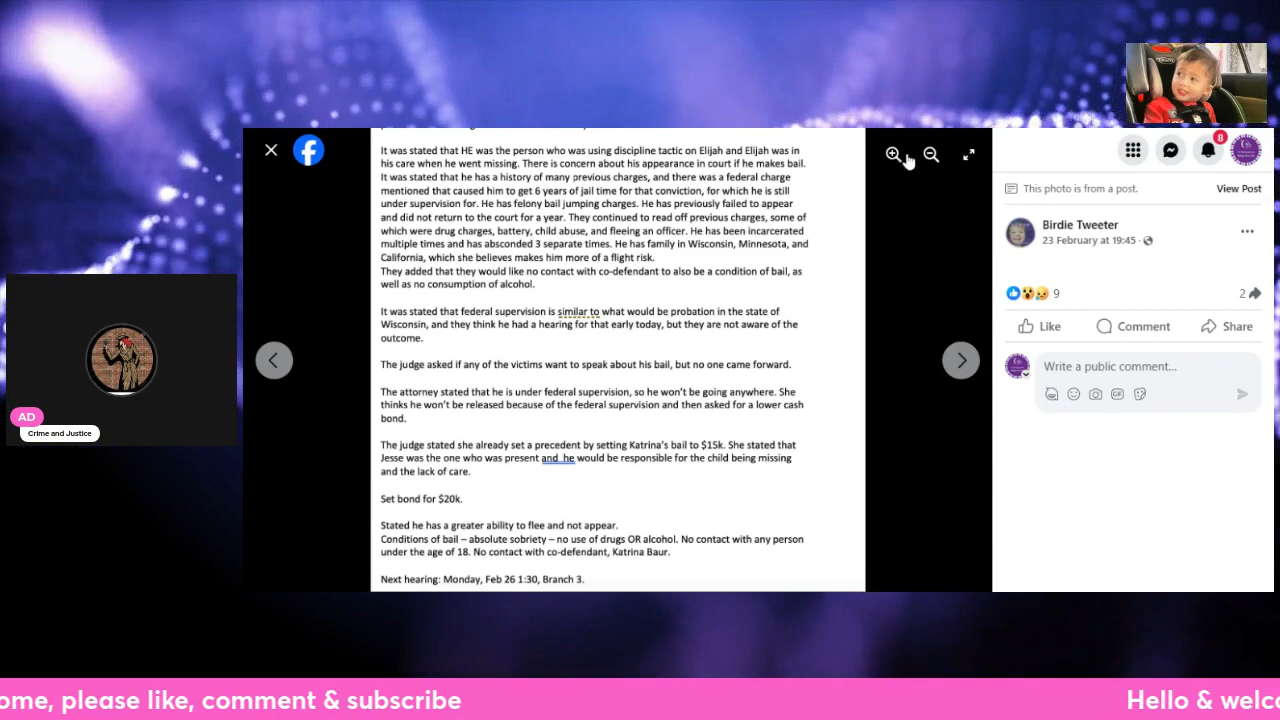 It was stated that HE was the person who was using discipline tactic on Elijah and Elijah was in
his care when he went missing. There is concern about his appearance in court if he makes bail.
It was stated that he has a history of many previous charges, and there was a federal charge
mentioned that caused him to get 6 years of jail time for that conviction, for which he is still
under supervision for. He has felony bail jumping charges. He has previously failed to appear
and did not return to the court for a year. They continued to read off previous charges, some of
which were drug charges, battery, child abuse, and fleeing an officer. He has been incarcerated
multiple times and has absconded 3 separate times. He has family in Wisconsin, Minnesota, and
California, which she believes makes him more of a flight risk.
They added that they would like no contact with co-defendant to also be a condition of bail, as
well as no consumption of alcohol.
It was stated that federal supervision is similar to what would be probation in the state of
Wisconsin, and they think he had a hearing for that early today, but they are not aware of the
outcome.
The judge asked if any of the victims want to speak about his bail, but no one came forward.
The attorney stated that he is under federal supervision, so he won't be going anywhere. She
thinks he won't be released because of the federal supervision and then asked for a lower cash
bond.
The judge stated she already set a precedent by setting Katrina's bail to $15k. She stated that
Jesse was the one who was present and he would be responsible for the child being missing
and the lack of care.
Set bond for $20k.
Stated he has a greater ability to flee and not appear.
Conditions of bail – absolute sobriety – no use of drugs OR alcohol. No contact with any person
under the age of 18. No contact with co-defendant, Katrina Baur.
Next hearing: Monday, Feb 26 1:30, Branch 3.
8
This photo is from a post.
View Post
Birdie Tweeter
23 February at 19:45 ·
9
2
Like
Comment
Share
Write a public comment…
GIF
AD
Crime and Justice
ome, please like, comment & subscribe
Hello & welco